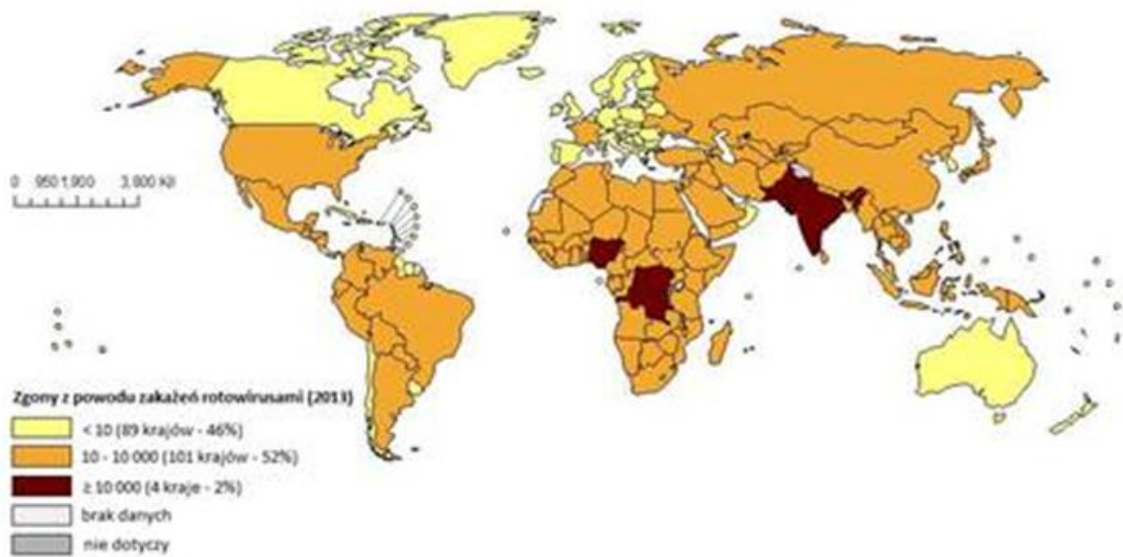 0 950 1,900 3,800 Kil
Zgony z powodu zakażeń rotowirusami (2013)
< 10 (89 krajów - 46%)
10 - 10 000 (101 krajów - 52%)
≥ 10 000 (4 kraje - 2%)
brak danych
nie dotyczy